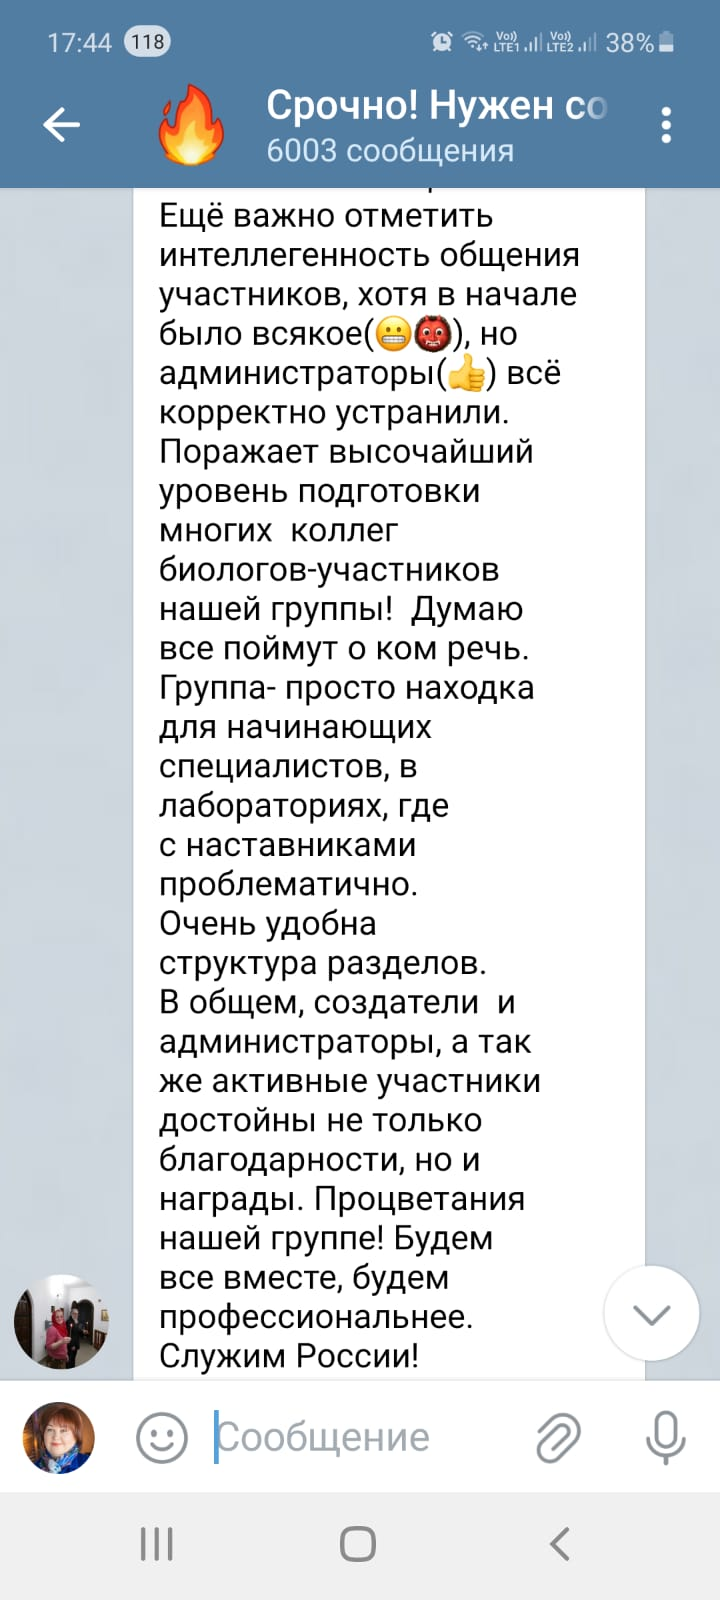 17:44 118 Vo)) LTE1 Vo)) LTE2 38%
Срочно! Нужен со
6003 сообщения
Ещё важно отметить
интеллегенность общения
участников, хотя в начале
было всякое(😬👹), но
администраторы(👍) всё
корректно устранили.
Поражает высочайший
уровень подготовки
многих коллег
биологов-участников
нашей группы! Думаю
все поймут о ком речь.
Группа- просто находка
для начинающих
специалистов, в
лабораториях, где
с наставниками
проблематично.
Очень удобна
структура разделов.
В общем, создатели и
администраторы, а так
же активные участники
достойны не только
благодарности, но и
награды. Процветания
нашей группе! Будем
все вместе, будем
профессиональнее.
Служим России!
Сообщение